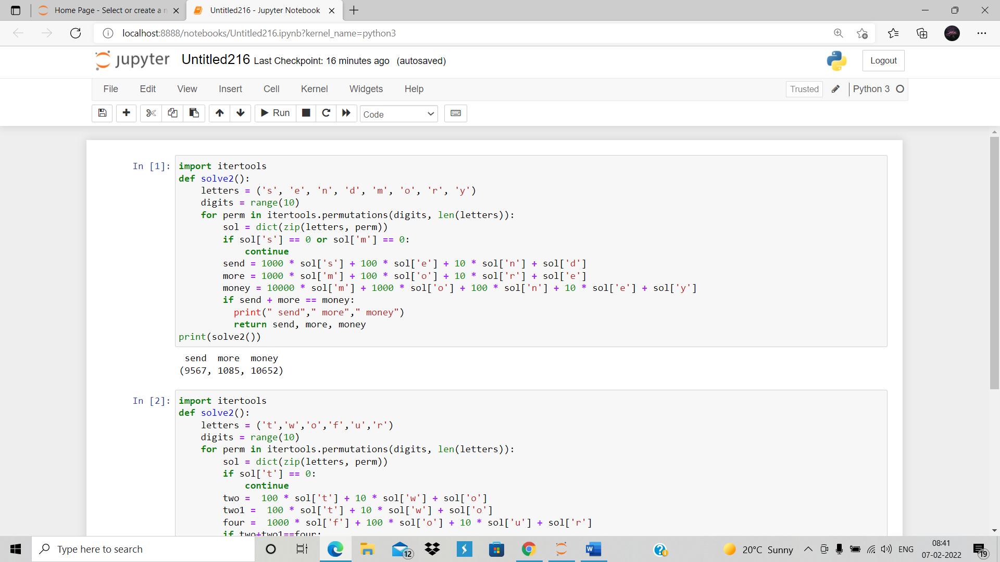 Home Page - Select or create a n
Untitled216 - Jupyter Notebook
localhost:8888/notebooks/Untitled216.ipynb?kernel_name=python3
jupyter Untitled216 Last Checkpoint: 16 minutes ago (autosaved)
Logout
File Edit View Insert Cell Kernel Widgets Help
Trusted Python 3
Run Code
In [1]: import itertools
def solve2():
    letters = ('s', 'e', 'n', 'd', 'm', 'o', 'r', 'y')
    digits = range(10)
    for perm in itertools.permutations(digits, len(letters)):
        sol = dict(zip(letters, perm))
        if sol['s'] == 0 or sol['m'] == 0:
            continue
        send = 1000 * sol['s'] + 100 * sol['e'] + 10 * sol['n'] + sol['d']
        more = 1000 * sol['m'] + 100 * sol['o'] + 10 * sol['r'] + sol['e']
        money = 10000 * sol['m'] + 1000 * sol['o'] + 100 * sol['n'] + 10 * sol['e'] + sol['y']
        if send + more == money:
          print(" send"," more"," money")
          return send, more, money
print(solve2())
 send  more  money
(9567, 1085, 10652)
In [2]: import itertools
def solve2():
    letters = ('t','w','o','f','u','r')
    digits = range(10)
    for perm in itertools.permutations(digits, len(letters)):
        sol = dict(zip(letters, perm))
        if sol['t'] == 0:
            continue
        two =  100 * sol['t'] + 10 * sol['w'] + sol['o']
        two1 =  100 * sol['t'] + 10 * sol['w'] + sol['o']
        four =  1000 * sol['f'] + 100 * sol['o'] + 10 * sol['u'] + sol['r']
        if two+two1==four:
Type here to search
12
W
20°C Sunny
ENG
08:41
07-02-2022
19